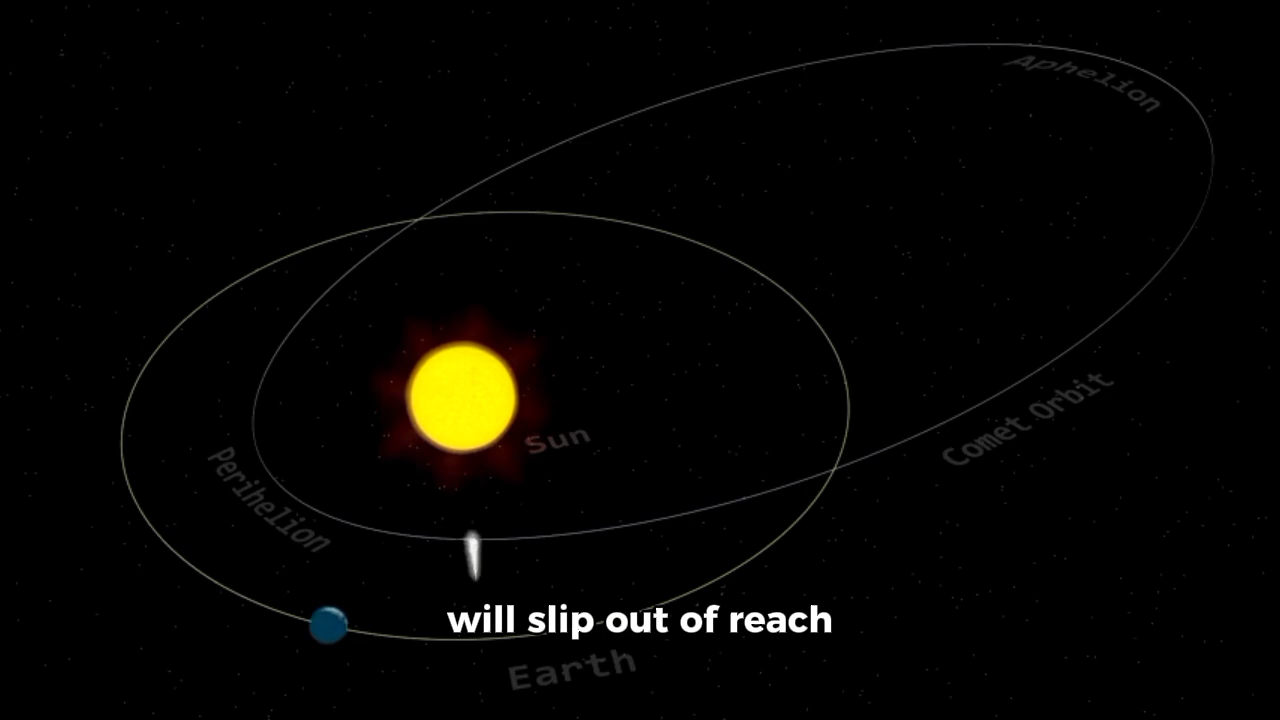 Aphelion
Comet Orbit
Sun
Perihelion
will slip out of reach
Earth